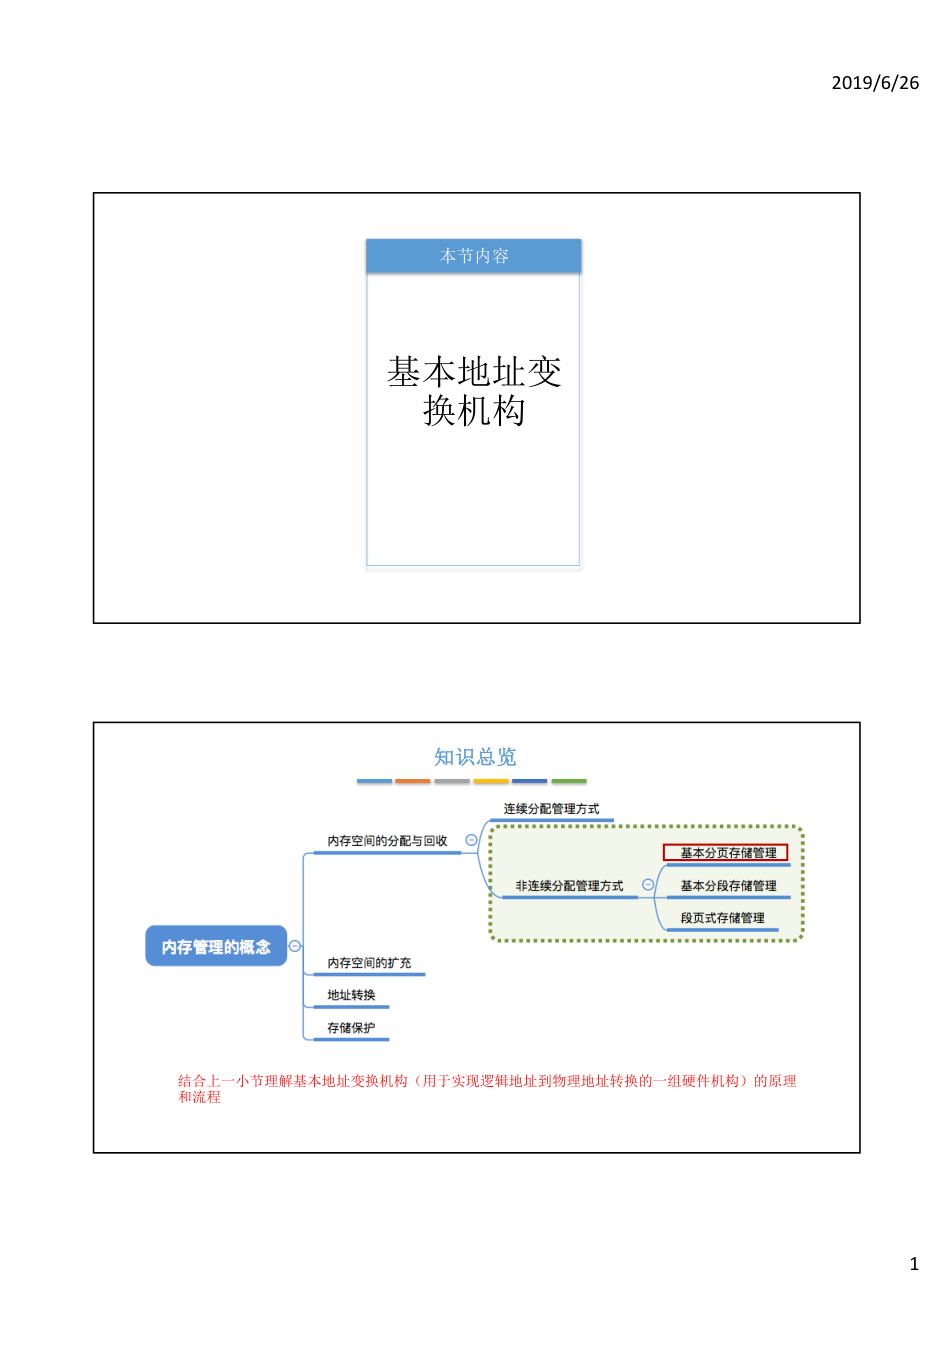 2019/6/26
本节内容
基本地址变
换机构
知识总览
连续分配管理方式
内存空间的分配与回收
基本分页存储管理
非连续分配管理方式
基本分段存储管理
段页式存储管理
内存管理的概念
内存空间的扩充
地址转换
存储保护
结合上一小节理解基本地址变换机构（用于实现逻辑地址到物理地址转换的一组硬件机构）的原理
和流程
1